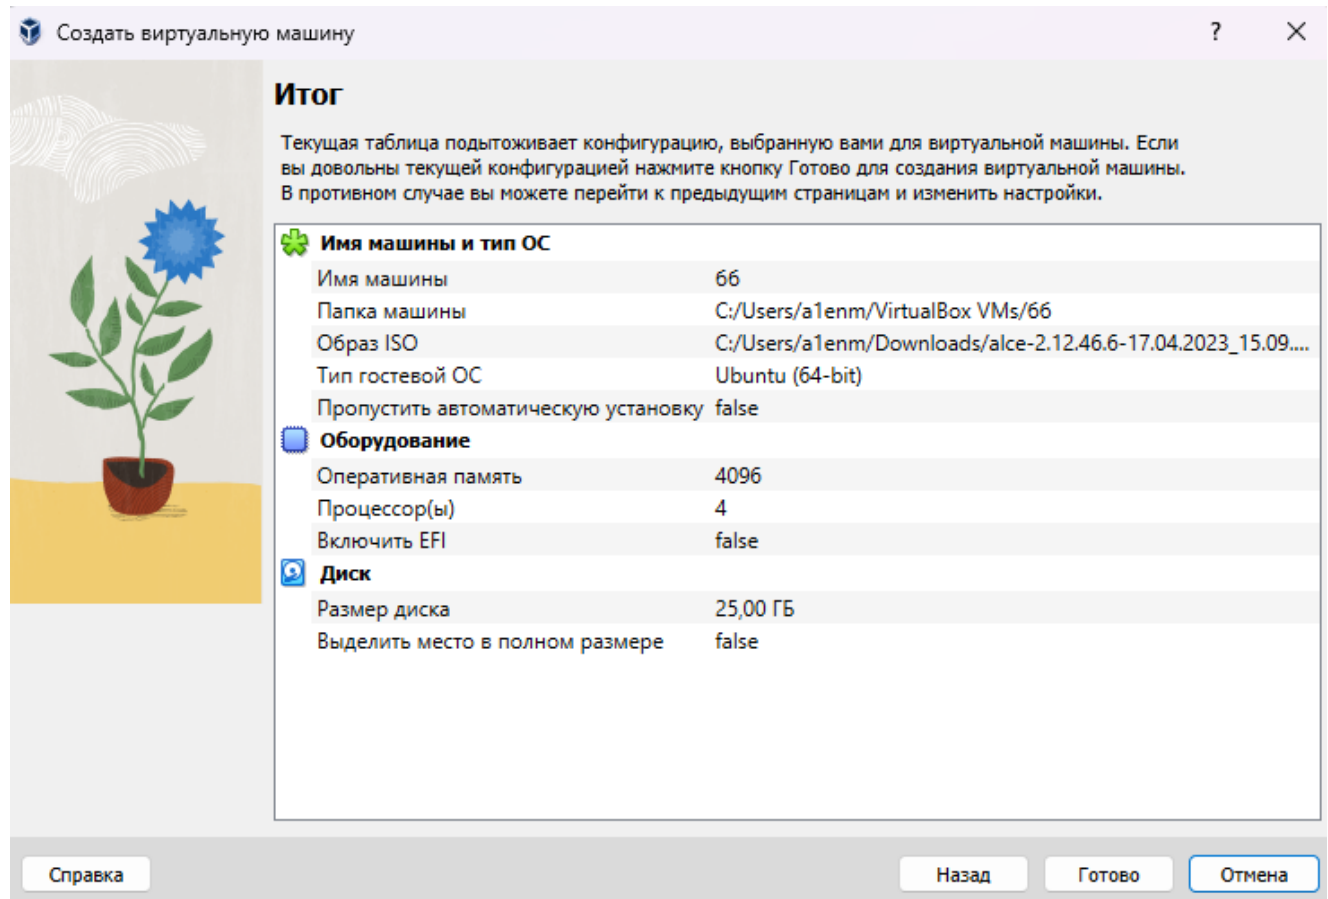 Создать виртуальную машину
?
Итог
Текущая таблица подытоживает конфигурацию, выбранную вами для виртуальной машины. Если
вы довольны текущей конфигурацией нажмите кнопку Готово для создания виртуальной машины.
В противном случае вы можете перейти к предыдущим страницам и изменить настройки.
Имя машины и тип ОС
Имя машины 66
Папка машины C:/Users/a1enm/VirtualBox VMs/66
Образ ISO C:/Users/a1enm/Downloads/alce-2.12.46.6-17.04.2023_15.09....
Тип гостевой ОС Ubuntu (64-bit)
Пропустить автоматическую установку false
Оборудование
Оперативная память 4096
Процессор(ы) 4
Включить EFI false
Диск
Размер диска 25,00 ГБ
Выделить место в полном размере false
Справка Назад Готово Отмена